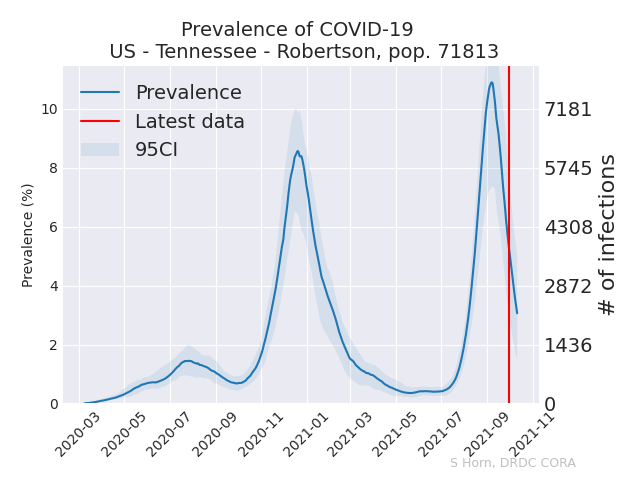 Prevalence of COVID-19
US - Tennessee - Robertson, pop. 71813
Prevalence
Latest data
95CI
Prevalence (%)
10
8
6
4
2
0
7181
5745
4308
2872
1436
0
# of infections
2020-03
2020-05
2020-07
2020-09
2020-11
2021-01
2021-03
2021-05
2021-07
2021-09
2021-11
S Horn, DRDC CORA